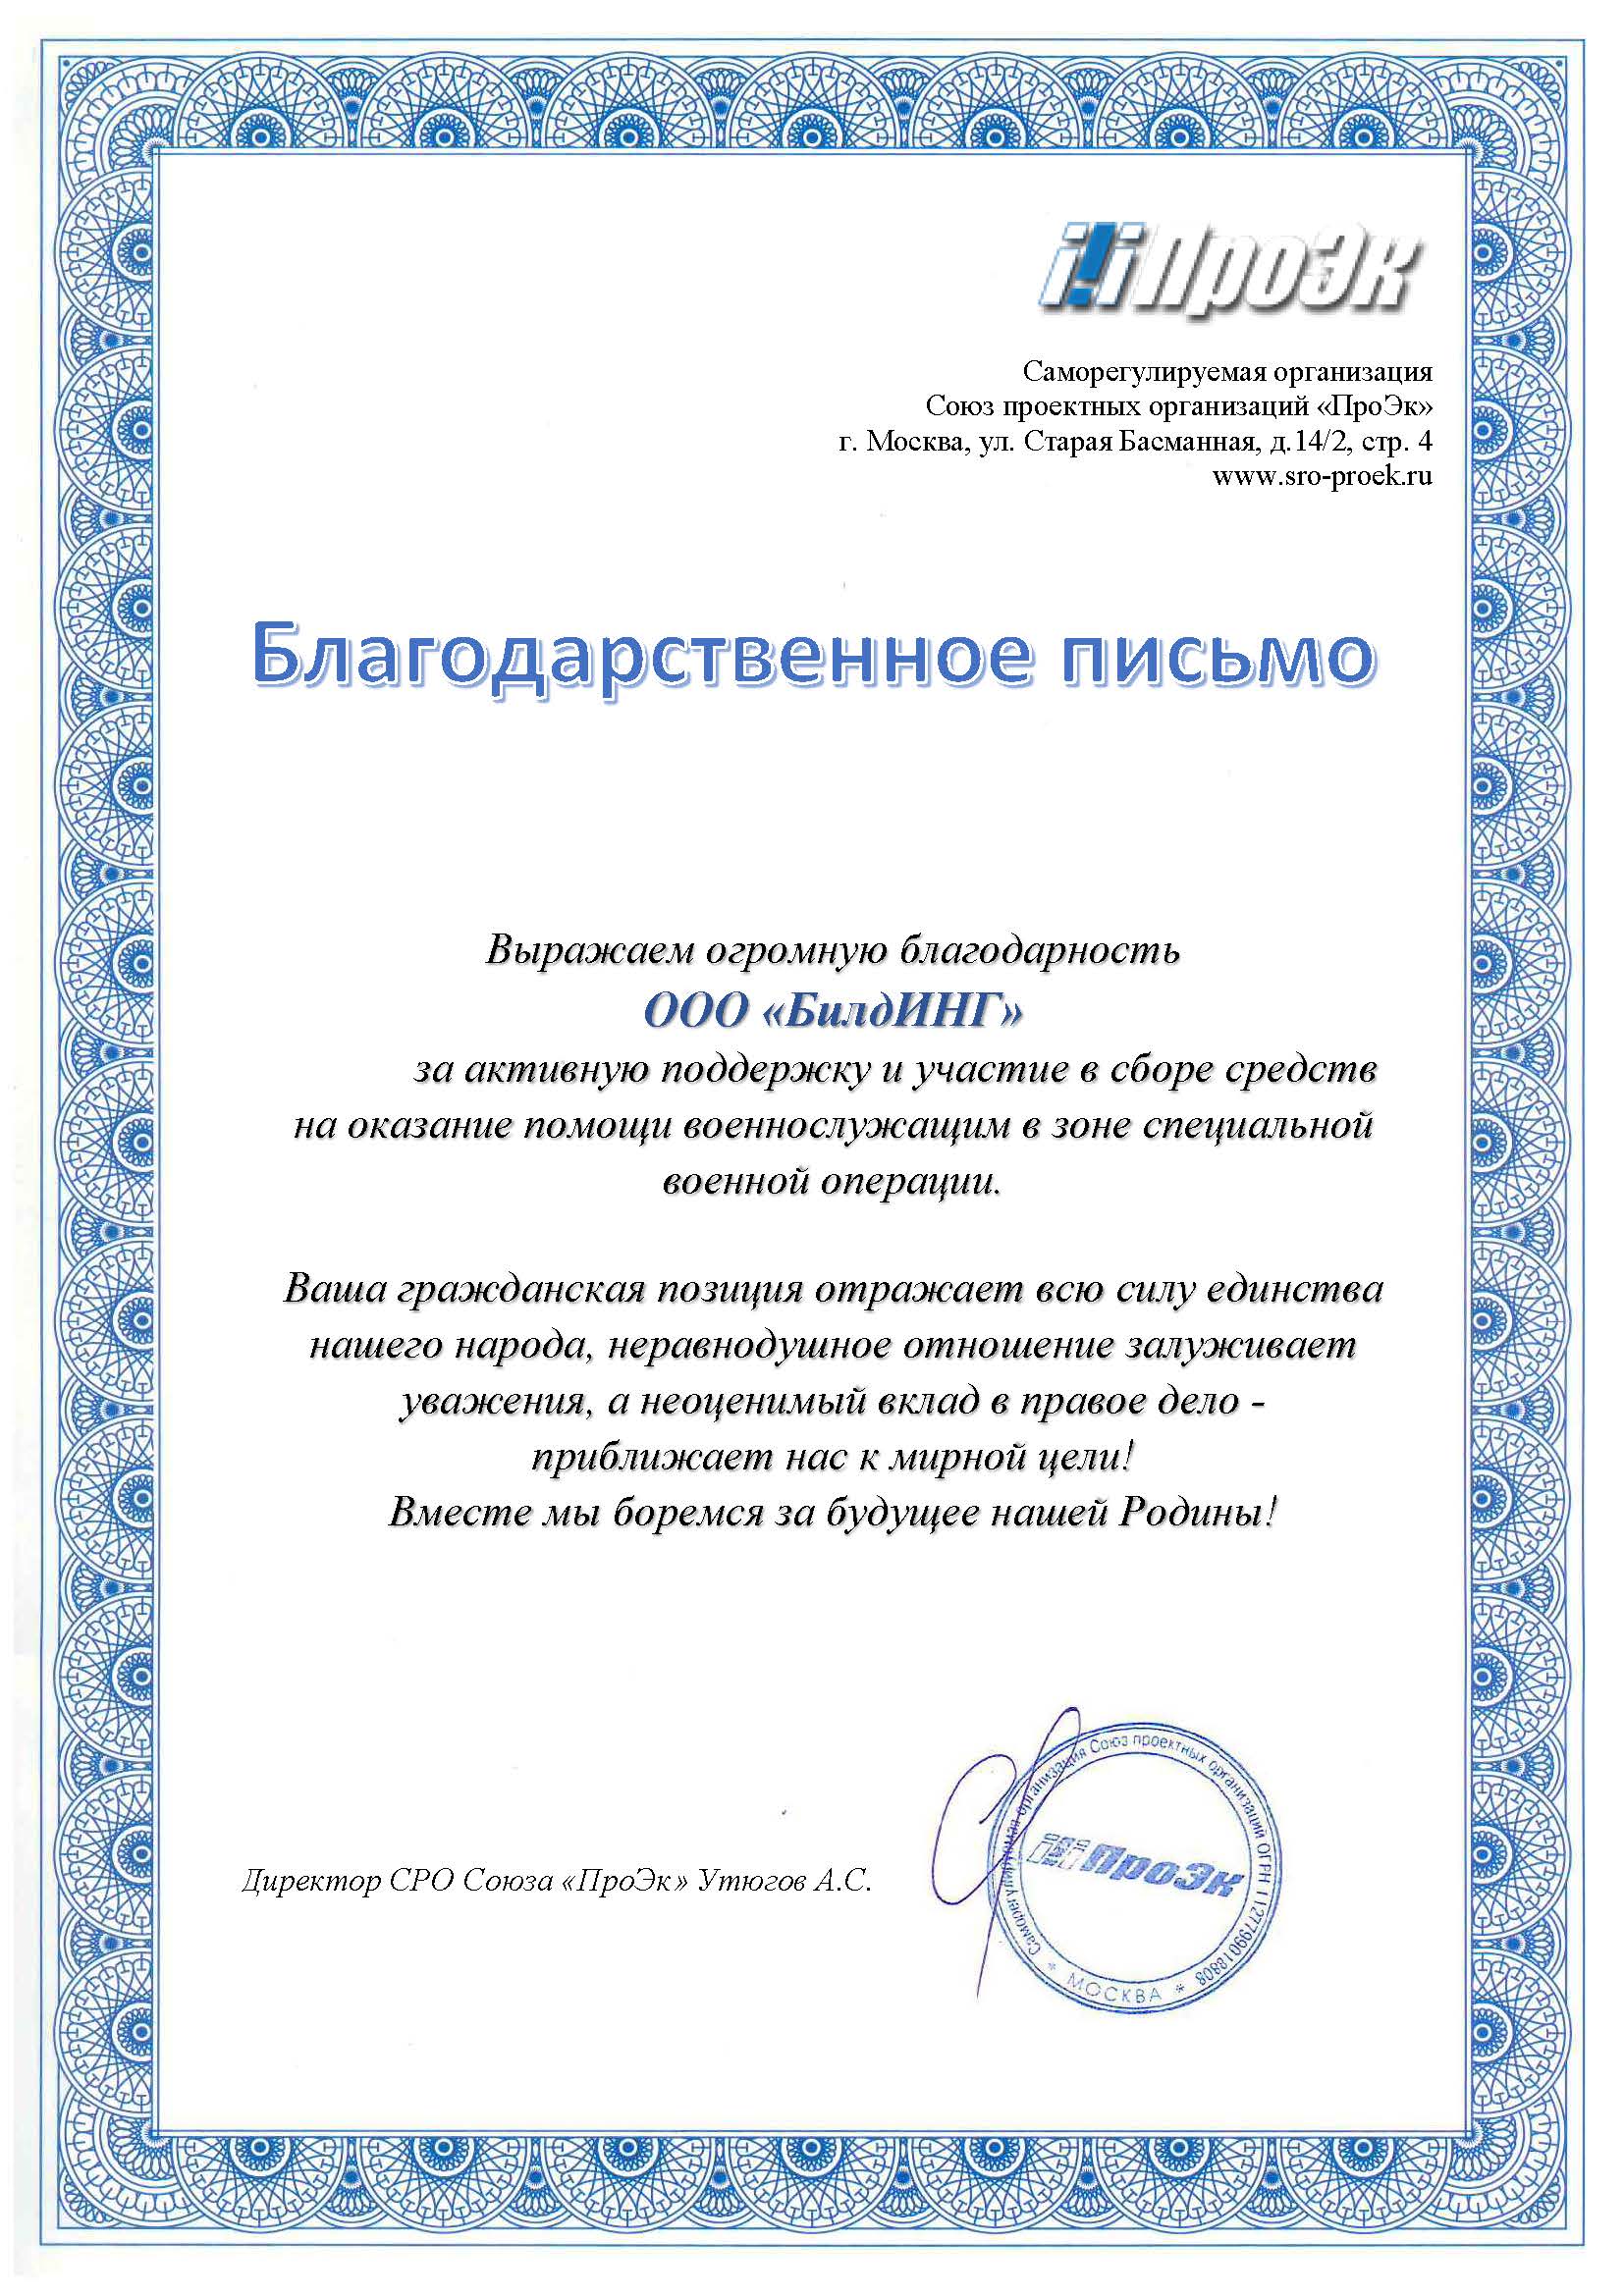 ПроЭк
Саморегулируемая организация
Союз проектных организаций «ПроЭк»
г. Москва, ул. Старая Басманная, д.14/2, стр. 4
www.sro-proek.ru
Благодарственное письмо
Выражаем огромную благодарность
ООО «БилдИНГ»
за активную поддержку и участие в сборе средств
на оказание помощи военнослужащим в зоне специальной
военной операции.
Ваша гражданская позиция отражает всю силу единства
нашего народа, неравнодушное отношение залуживает
уважения, а неоценимый вклад в правое дело -
приближает нас к мирной цели!
Вместе мы боремся за будущее нашей Родины!
Директор СРО Союза «ПроЭк» Утюгов А.С.
Саморегулируемая организация Союз проектных организаций ОГРН 1127799018808
ПроЭк
* МОСКВА *